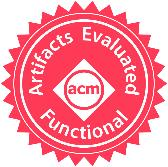 Artifacts Evaluated
acm
Functional